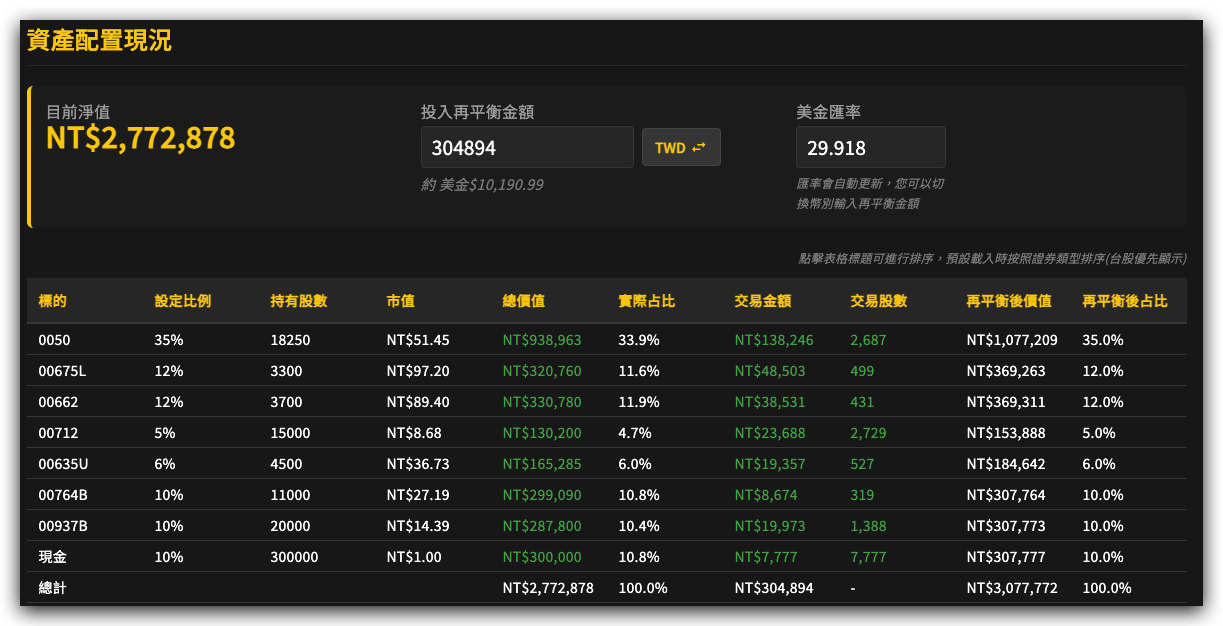 資產配置現況
目前淨值 投入再平衡金額 美金匯率
NT$2,772,878 304894 TWD 29.918
約 美金$10,190.99 匯率會自動更新，您可以切
換幣別輸入再平衡金額
點擊表格標題可進行排序，預設載入時按照證券類型排序(台股優先顯示)
標的 設定比例 持有股數 市值 總價值 實際占比 交易金額 交易股數 再平衡後價值 再平衡後占比
0050 35% 18250 NT$51.45 NT$938,963 33.9% NT$138,246 2,687 NT$1,077,209 35.0%
00675L 12% 3300 NT$97.20 NT$320,760 11.6% NT$48,503 499 NT$369,263 12.0%
00662 12% 3700 NT$89.40 NT$330,780 11.9% NT$38,531 431 NT$369,311 12.0%
00712 5% 15000 NT$8.68 NT$130,200 4.7% NT$23,688 2,729 NT$153,888 5.0%
00635U 6% 4500 NT$36.73 NT$165,285 6.0% NT$19,357 527 NT$184,642 6.0%
00764B 10% 11000 NT$27.19 NT$299,090 10.8% NT$8,674 319 NT$307,764 10.0%
00937B 10% 20000 NT$14.39 NT$287,800 10.4% NT$19,973 1,388 NT$307,773 10.0%
現金 10% 300000 NT$1.00 NT$300,000 10.8% NT$7,777 7,777 NT$307,777 10.0%
總計 NT$2,772,878 100.0% NT$304,894 - NT$3,077,772 100.0%